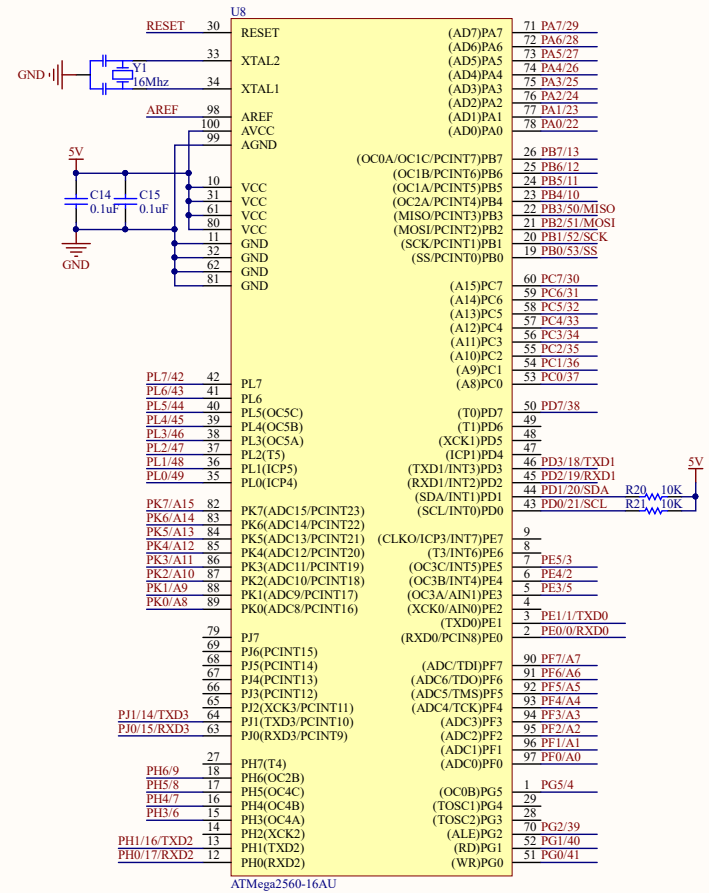 U8
RESET 30 RESET (AD7)PA7 71 PA7/29
(AD6)PA6 72 PA6/28
33 XTAL2 (AD5)PA5 73 PA5/27
GND Y1 (AD4)PA4 74 PA4/26
16Mhz 34 XTAL1 (AD3)PA3 75 PA3/25
(AD2)PA2 76 PA2/24
AREF 98 AREF (AD1)PA1 77 PA1/23
100 AVCC (AD0)PA0 78 PA0/22
99 AGND
5V (OC0A/OC1C/PCINT7)PB7 26 PB7/13
(OC1B/PCINT6)PB6 25 PB6/12
10 VCC (OC1A/PCINT5)PB5 24 PB5/11
C14 C15 31 VCC (OC2A/PCINT4)PB4 23 PB4/10
0.1uF 0.1uF 61 VCC (MISO/PCINT3)PB3 22 PB3/50/MISO
80 VCC (MOSI/PCINT2)PB2 21 PB2/51/MOSI
11 GND (SCK/PCINT1)PB1 20 PB1/52/SCK
GND 32 GND (SS/PCINT0)PB0 19 PB0/53/SS
62 GND
81 GND (A15)PC7 60 PC7/30
(A14)PC6 59 PC6/31
(A13)PC5 58 PC5/32
(A12)PC4 57 PC4/33
(A11)PC3 56 PC3/34
(A10)PC2 55 PC2/35
(A9)PC1 54 PC1/36
PL7/42 42 PL7 (A8)PC0 53 PC0/37
PL6/43 41 PL6
PL5/44 40 PL5(OC5C) (T0)PD7 50 PD7/38
PL4/45 39 PL4(OC5B) (T1)PD6 49
PL3/46 38 PL3(OC5A) (XCK1)PD5 48
PL2/47 37 PL2(T5) (ICP1)PD4 47
PL1/48 36 PL1(ICP5) (TXD1/INT3)PD3 46 PD3/18/TXD1 5V
PL0/49 35 PL0(ICP4) (RXD1/INT2)PD2 45 PD2/19/RXD1
(SDA/INT1)PD1 44 PD1/20/SDA R20 10K
PK7/A15 82 PK7(ADC15/PCINT23) (SCL/INT0)PD0 43 PD0/21/SCL R21 10K
PK6/A14 83 PK6(ADC14/PCINT22)
PK5/A13 84 PK5(ADC13/PCINT21) (CLKO/ICP3/INT7)PE7 9
PK4/A12 85 PK4(ADC12/PCINT20) (T3/INT6)PE6 8
PK3/A11 86 PK3(ADC11/PCINT19) (OC3C/INT5)PE5 7 PE5/3
PK2/A10 87 PK2(ADC10/PCINT18) (OC3B/INT4)PE4 6 PE4/2
PK1/A9 88 PK1(ADC9/PCINT17) (OC3A/AIN1)PE3 5 PE3/5
PK0/A8 89 PK0(ADC8/PCINT16) (XCK0/AIN0)PE2 4
(TXD0)PE1 3 PE1/1/TXD0
79 PJ7 (RXD0/PCIN8)PE0 2 PE0/0/RXD0
69 PJ6(PCINT15)
68 PJ5(PCINT14) (ADC/TDI)PF7 90 PF7/A7
67 PJ4(PCINT13) (ADC6/TDO)PF6 91 PF6/A6
66 PJ3(PCINT12) (ADC5/TMS)PF5 92 PF5/A5
65 PJ2(XCK3/PCINT11) (ADC4/TCK)PF4 93 PF4/A4
PJ1/14/TXD3 64 PJ1(TXD3/PCINT10) (ADC3)PF3 94 PF3/A3
PJ0/15/RXD3 63 PJ0(RXD3/PCINT9) (ADC2)PF2 95 PF2/A2
(ADC1)PF1 96 PF1/A1
27 PH7(T4) (ADC0)PF0 97 PF0/A0
PH6/9 18 PH6(OC2B)
PH5/8 17 PH5(OC4C) (OC0B)PG5 1 PG5/4
PH4/7 16 PH4(OC4B) (TOSC1)PG4 29
PH3/6 15 PH3(OC4A) (TOSC2)PG3 28
14 PH2(XCK2) (ALE)PG2 70 PG2/39
PH1/16/TXD2 13 PH1(TXD2) (RD)PG1 52 PG1/40
PH0/17/RXD2 12 PH0(RXD2) (WR)PG0 51 PG0/41
ATMega2560-16AU